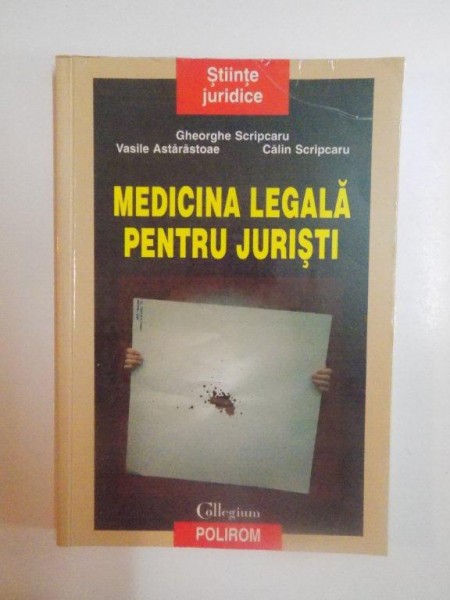 Științe
juridice
Gheorghe Scripcaru
Vasile Astărăstoae Călin Scripcaru
MEDICINA LEGALĂ
PENTRU JURIȘTI
Collegium
POLIROM